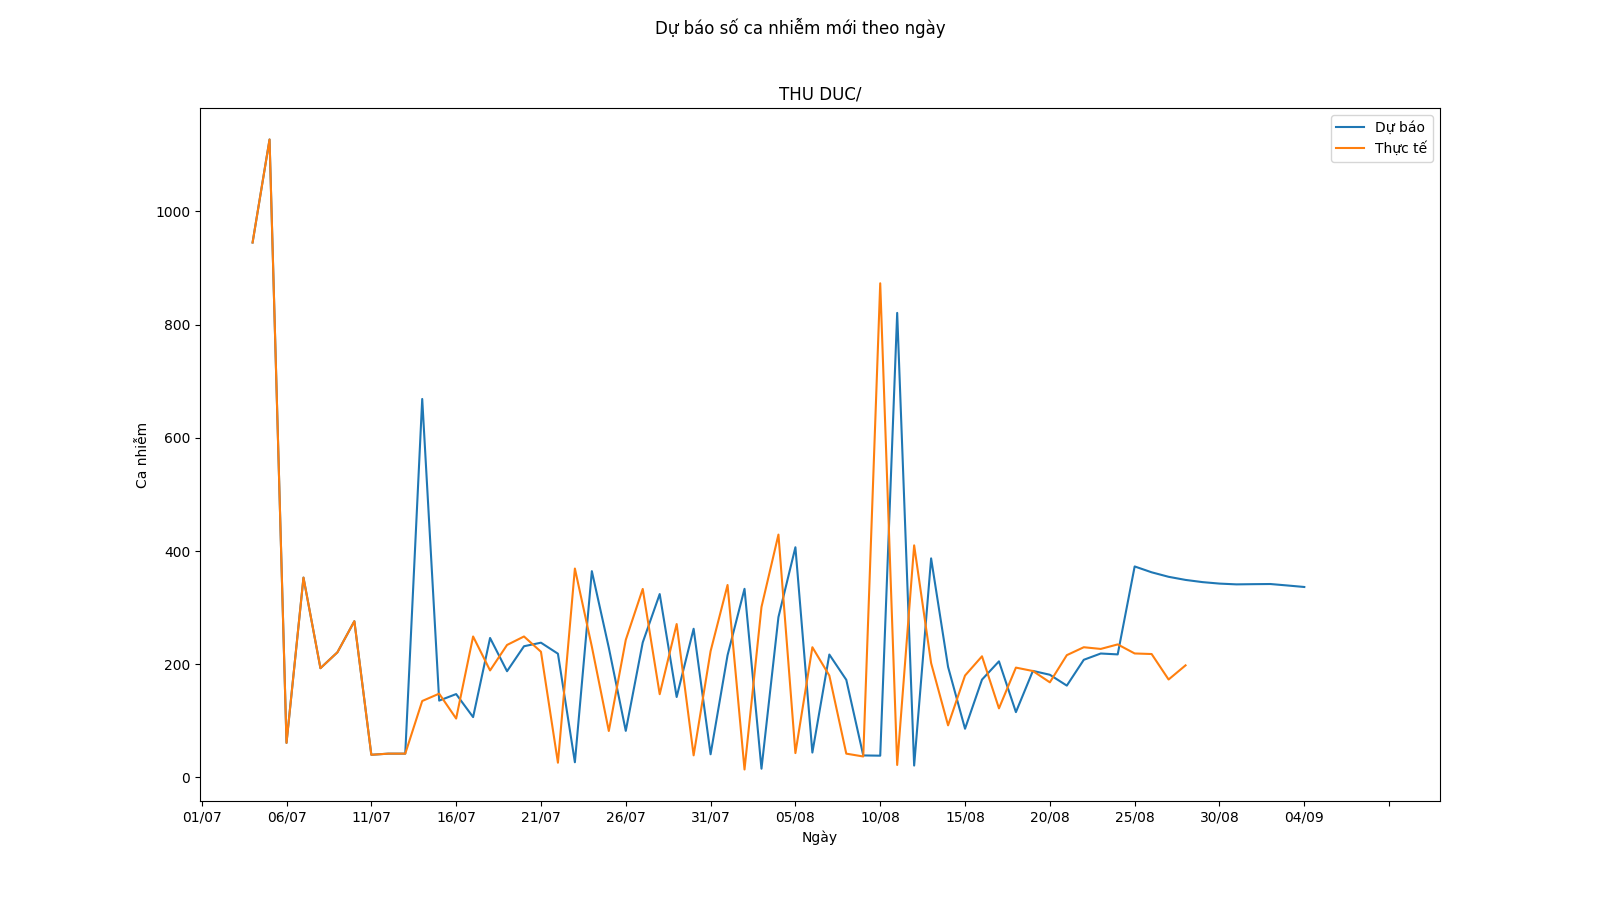 Dự báo số ca nhiễm mới theo ngày
THU DUC/
Dự báo
Thực tế
Ca nhiễm
1000
800
600
400
200
0
01/07 06/07 11/07 16/07 21/07 26/07 31/07 05/08 10/08 15/08 20/08 25/08 30/08 04/09
Ngày